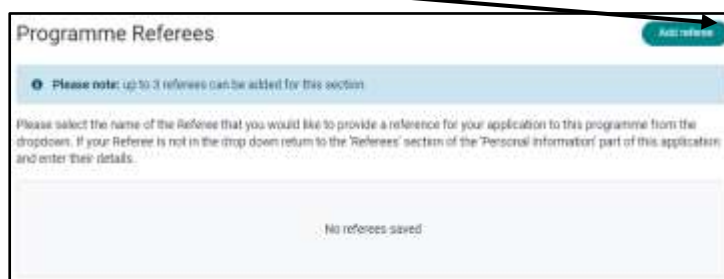 Programme Referees
Add referee
Please note: up to 3 referees can be added for this section
Please select the name of the Referee that you would like to provide a reference for your application to this programme from the
dropdown. If your Referee is not in the drop down return to the 'Referees' section of the 'Personal Information' part of this application
and enter their details.
No referees saved